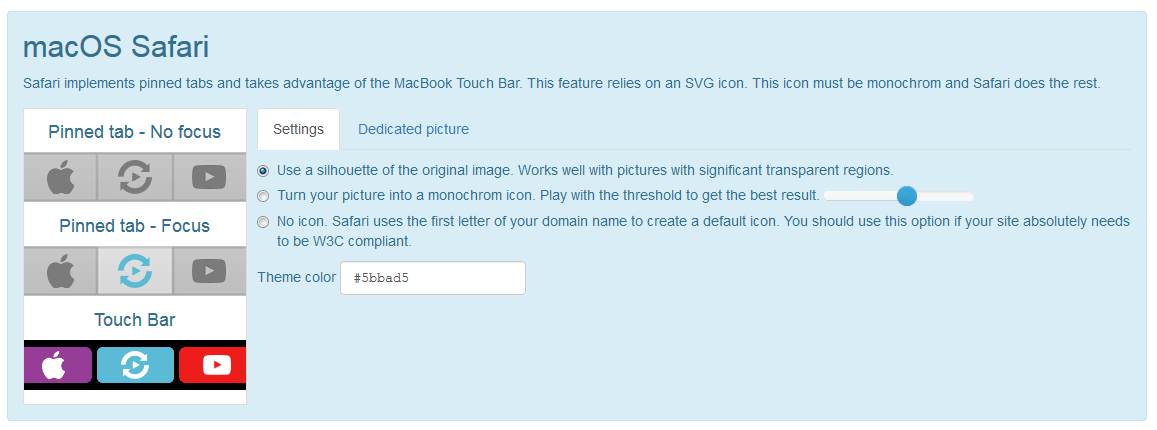 macOS Safari
Safari implements pinned tabs and takes advantage of the MacBook Touch Bar. This feature relies on an SVG icon. This icon must be monochrom and Safari does the rest.
Pinned tab - No focus
Pinned tab - Focus
Touch Bar
Settings
Dedicated picture
Use a silhouette of the original image. Works well with pictures with significant transparent regions.
Turn your picture into a monochrom icon. Play with the threshold to get the best result.
No icon. Safari uses the first letter of your domain name to create a default icon. You should use this option if your site absolutely needs
to be W3C compliant.
Theme color
#5bbad5